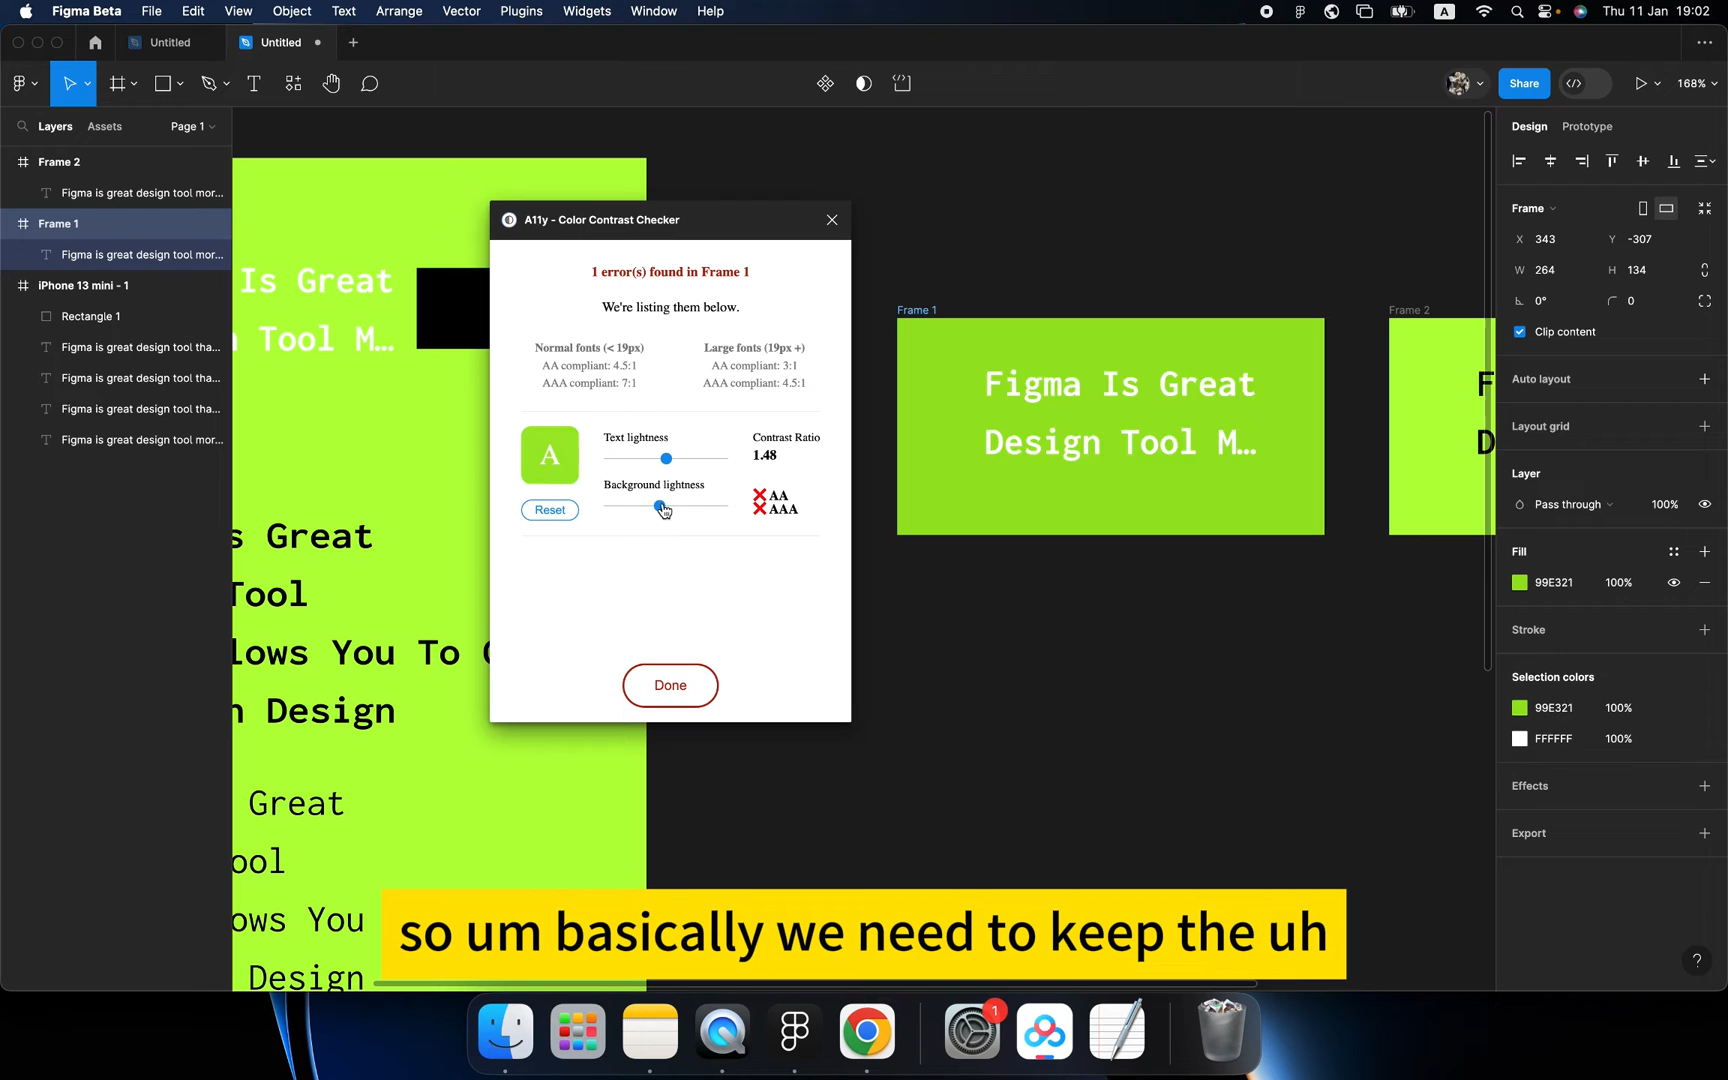 Figma Beta File Edit View Object Text Arrange Vector Plugins Widgets Window Help A Thu 11 Jan 19:02
Untitled Untitled
Share 168%
Layers Assets Page 1
Frame 2
Figma is great design tool mor...
Frame 1
Figma is great design tool mor...
iPhone 13 mini - 1
Rectangle 1
Figma is great design tool tha...
Figma is great design tool tha...
Figma is great design tool tha...
Figma is great design tool mor...
Is Great
Tool M...
s Great
Tool
lows You To
Design
Great
ool
ows You
Design
A11y - Color Contrast Checker
1 error(s) found in Frame 1
We're listing them below.
Normal fonts (< 19px) Large fonts (19px +)
AA compliant: 4.5:1 AA compliant: 3:1
AAA compliant: 7:1 AAA compliant: 4.5:1
A
Text lightness
Contrast Ratio
1.48
Background lightness
AA
AAA
Reset
Done
Frame 1
Figma Is Great
Design Tool M...
Frame 2
F
D
Design Prototype
Frame
X 343 Y -307
W 264 H 134
0° 0
Clip content
Auto layout
Layout grid
Layer
Pass through 100%
Fill
99E321 100%
Stroke
Selection colors
99E321 100%
FFFFFF 100%
Effects
Export
?
so um basically we need to keep the uh
1